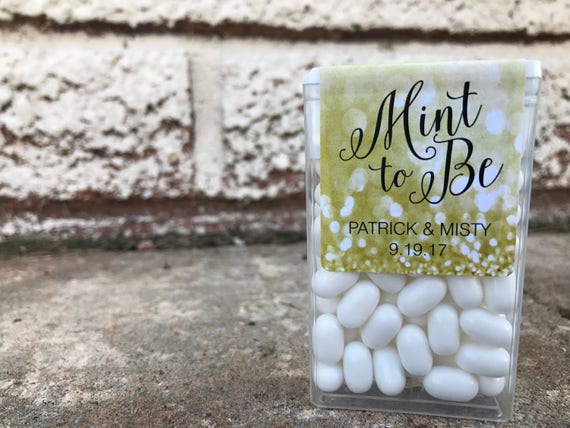 Mint
to Be
PATRICK & MISTY
9.19.17